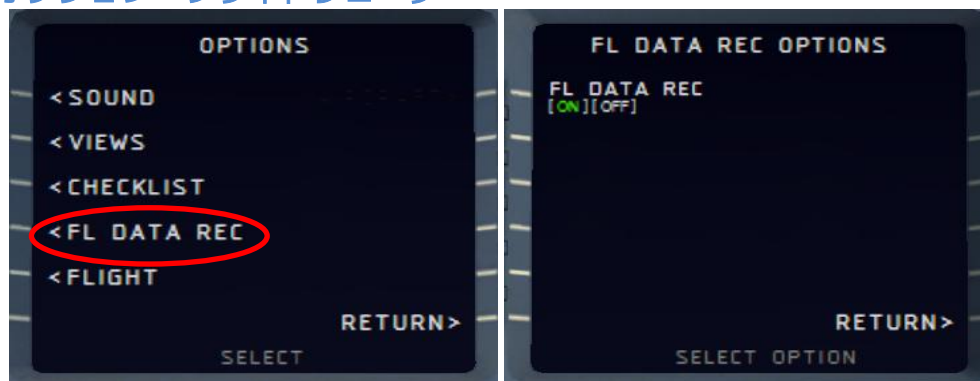 OPTIONS
<SOUND
<VIEWS
<CHECKLIST
<FL DATA REC
<FLIGHT
RETURN>
SELECT
FL DATA REC OPTIONS
FL DATA REC
[ON][OFF]
RETURN>
SELECT OPTION